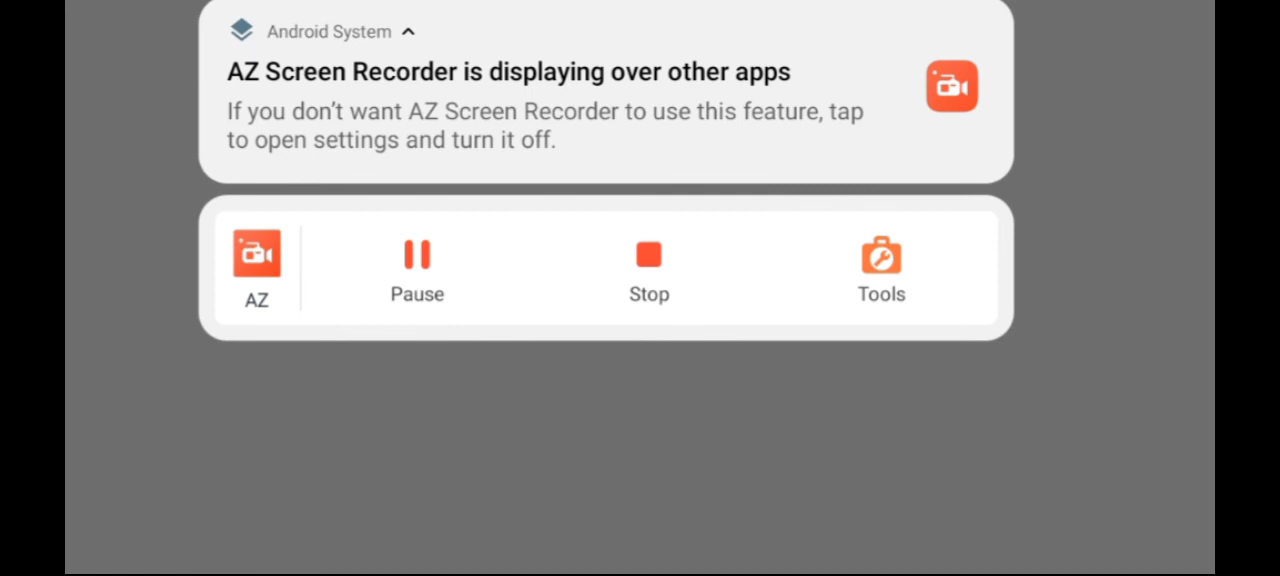 Android System
AZ Screen Recorder is displaying over other apps
If you don't want AZ Screen Recorder to use this feature, tap
to open settings and turn it off.
AZ
Pause
Stop
Tools